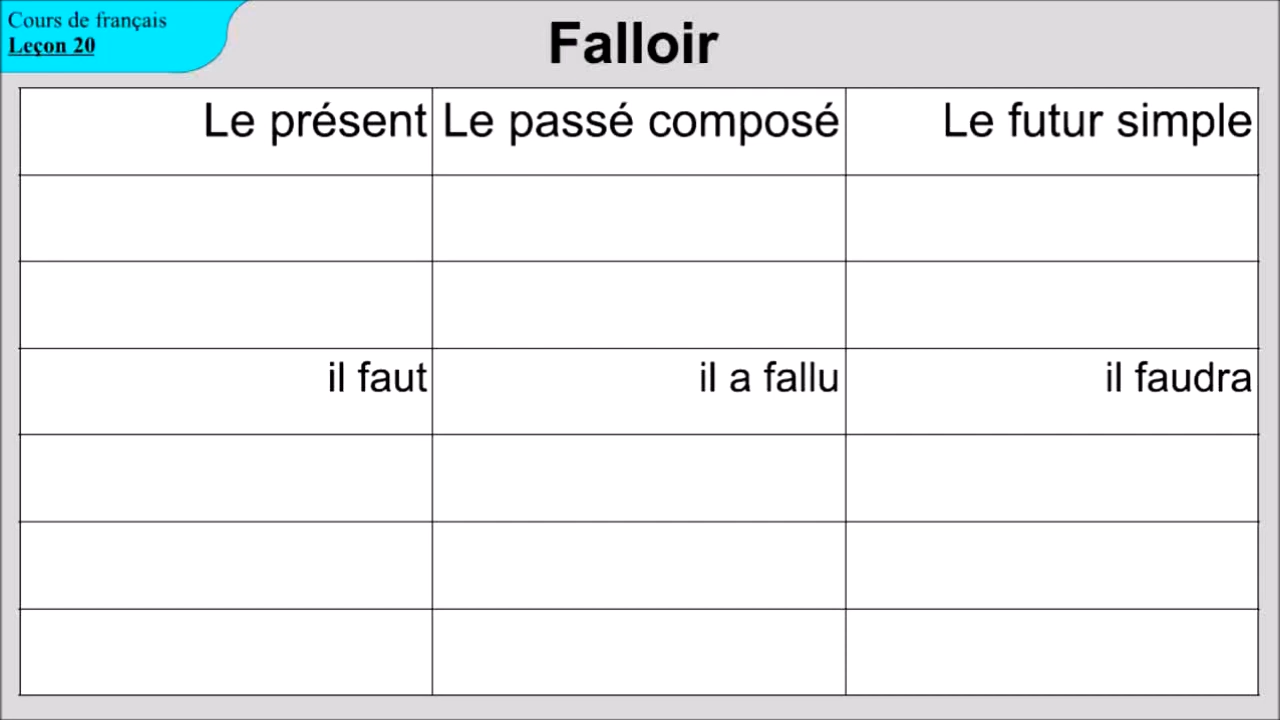 Cours de français
Leçon 20
Falloir
Le présent Le passé composé Le futur simple
il faut il a fallu il faudra